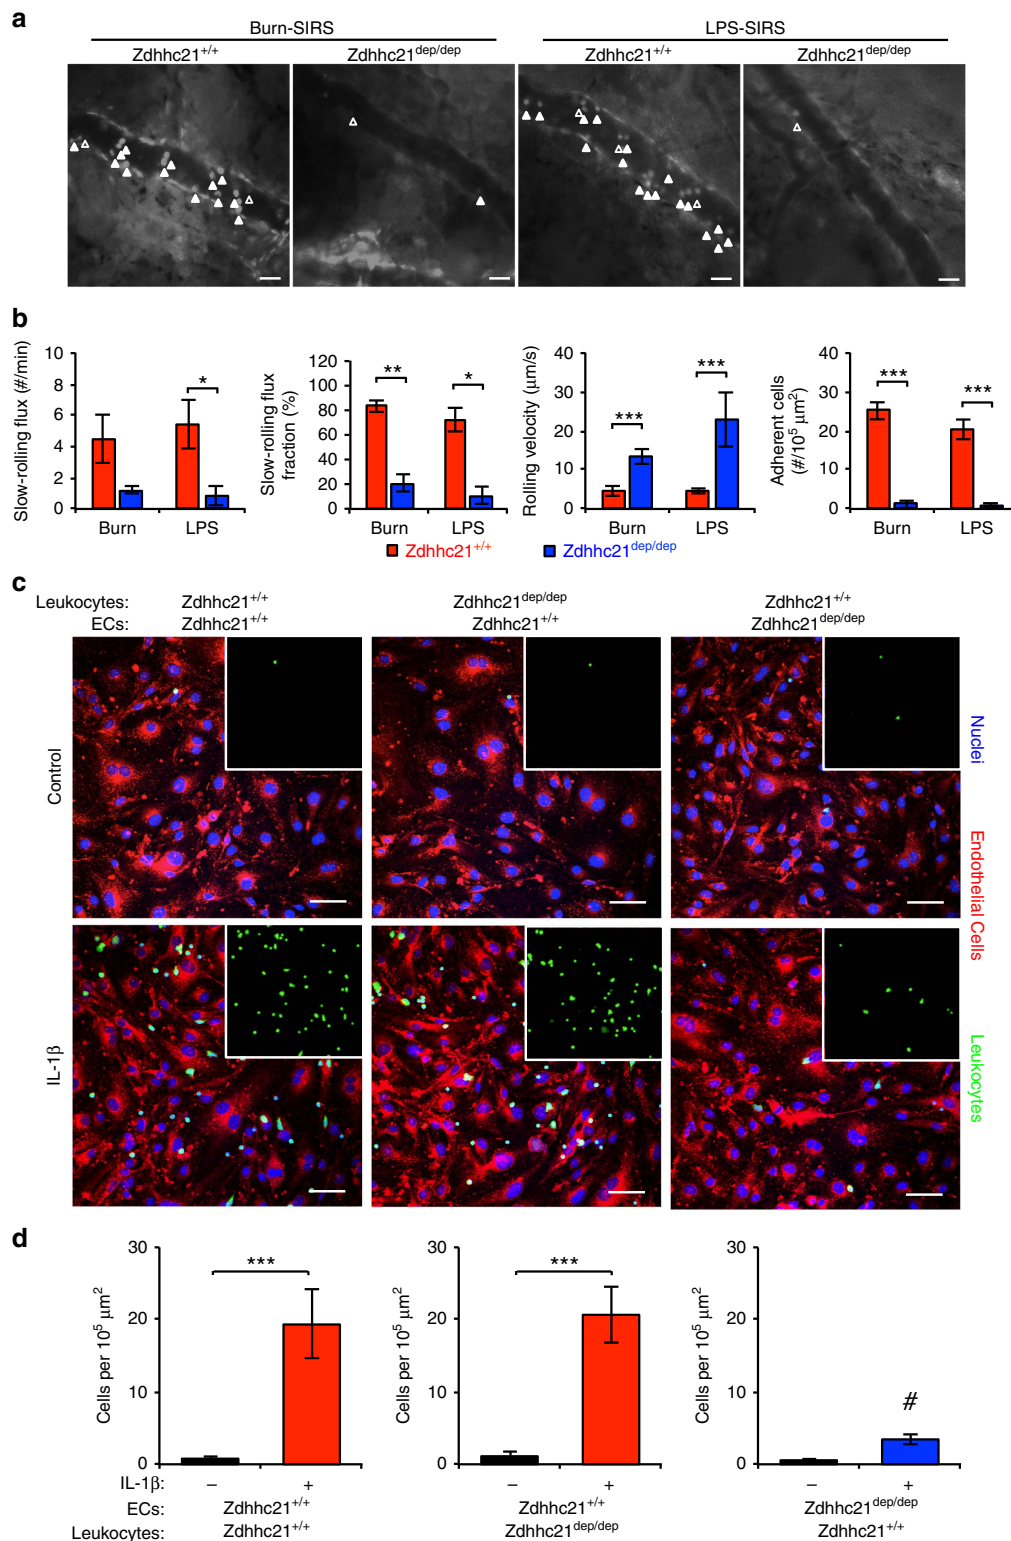 a
Burn-SIRS LPS-SIRS
Zdhhc21+/+ Zdhhc21dep/dep Zdhhc21+/+ Zdhhc21dep/dep
b
Slow-rolling flux (#/min)
10
8
6
4
2
0
*
Burn LPS
Slow-rolling flux
fraction (%)
120
100
80
60
40
20
0
** *
Burn LPS
Rolling velocity (μm/s)
40
30
20
10
0
*** ***
Burn LPS
Adherent cells
(#/10⁵ μm²)
40
30
20
10
0
*** ***
Burn LPS
Zdhhc21+/+ Zdhhc21dep/dep
c
Leukocytes: Zdhhc21+/+ Zdhhc21dep/dep Zdhhc21+/+
ECs: Zdhhc21+/+ Zdhhc21+/+ Zdhhc21dep/dep
Control
IL-1β
Nuclei
Endothelial Cells
Leukocytes
d
Cells per 10⁵ μm²
30
20
10
0
***
Cells per 10⁵ μm²
30
20
10
0
***
Cells per 10⁵ μm²
30
20
10
0
#
IL-1β: – + – + – +
ECs: Zdhhc21+/+ Zdhhc21+/+ Zdhhc21dep/dep
Leukocytes: Zdhhc21+/+ Zdhhc21dep/dep Zdhhc21+/+